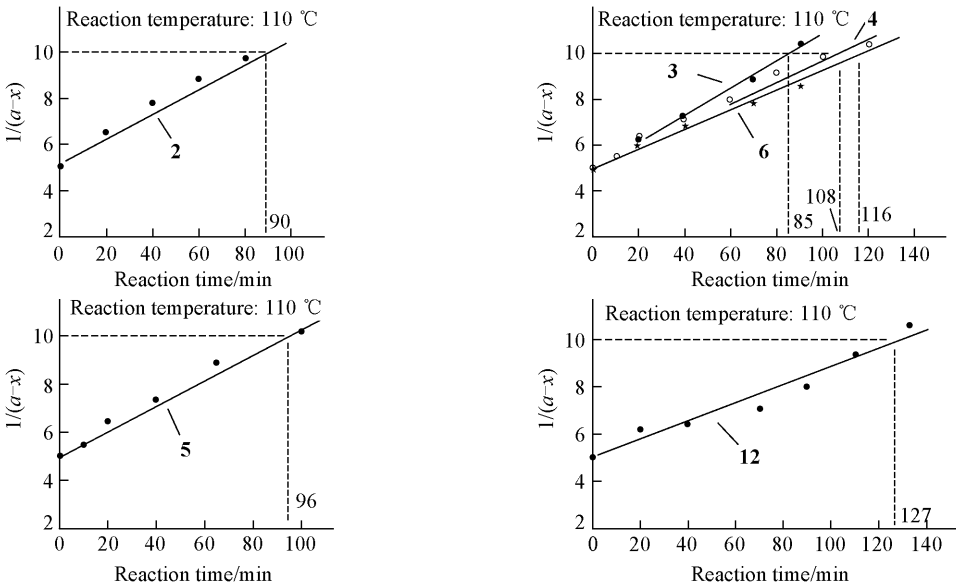 Reaction temperature: 110 ℃
1/(a–x)
10
8
6
4
2
2
90
0 20 40 60 80 100
Reaction time/min
Reaction temperature: 110 ℃
1/(a–x)
10
8
6
4
2
4
3
6
108
85
116
0 20 40 60 80 100 120 140
Reaction time/min
Reaction temperature: 110 ℃
1/(a–x)
10
8
6
4
2
5
96
0 20 40 60 80 100
Reaction time/min
Reaction temperature: 110 ℃
1/(a–x)
10
8
6
4
2
12
127
0 20 40 60 80 100 120 140
Reaction time/min